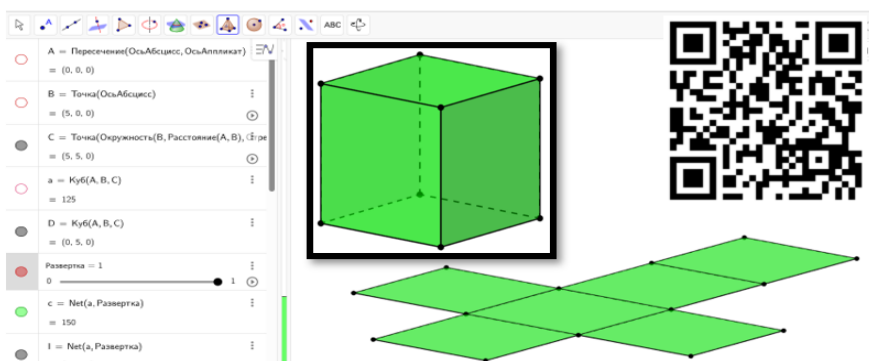 ABC
A = Пересечение(ОсьАбсцисс, ОсьАппликат)
= (0, 0, 0)
B = Точка(ОсьАбсцисс)
= (5, 0, 0)
C = Точка(Окружность(B, Расстояние(A, B),
= (5, 5, 0)
a = Куб(A, B, C)
= 125
D = Куб(A, B, C)
= (0, 5, 0)
Развертка = 1
0 1
c = Net(a, Развертка)
= 150
l = Net(a, Развертка)